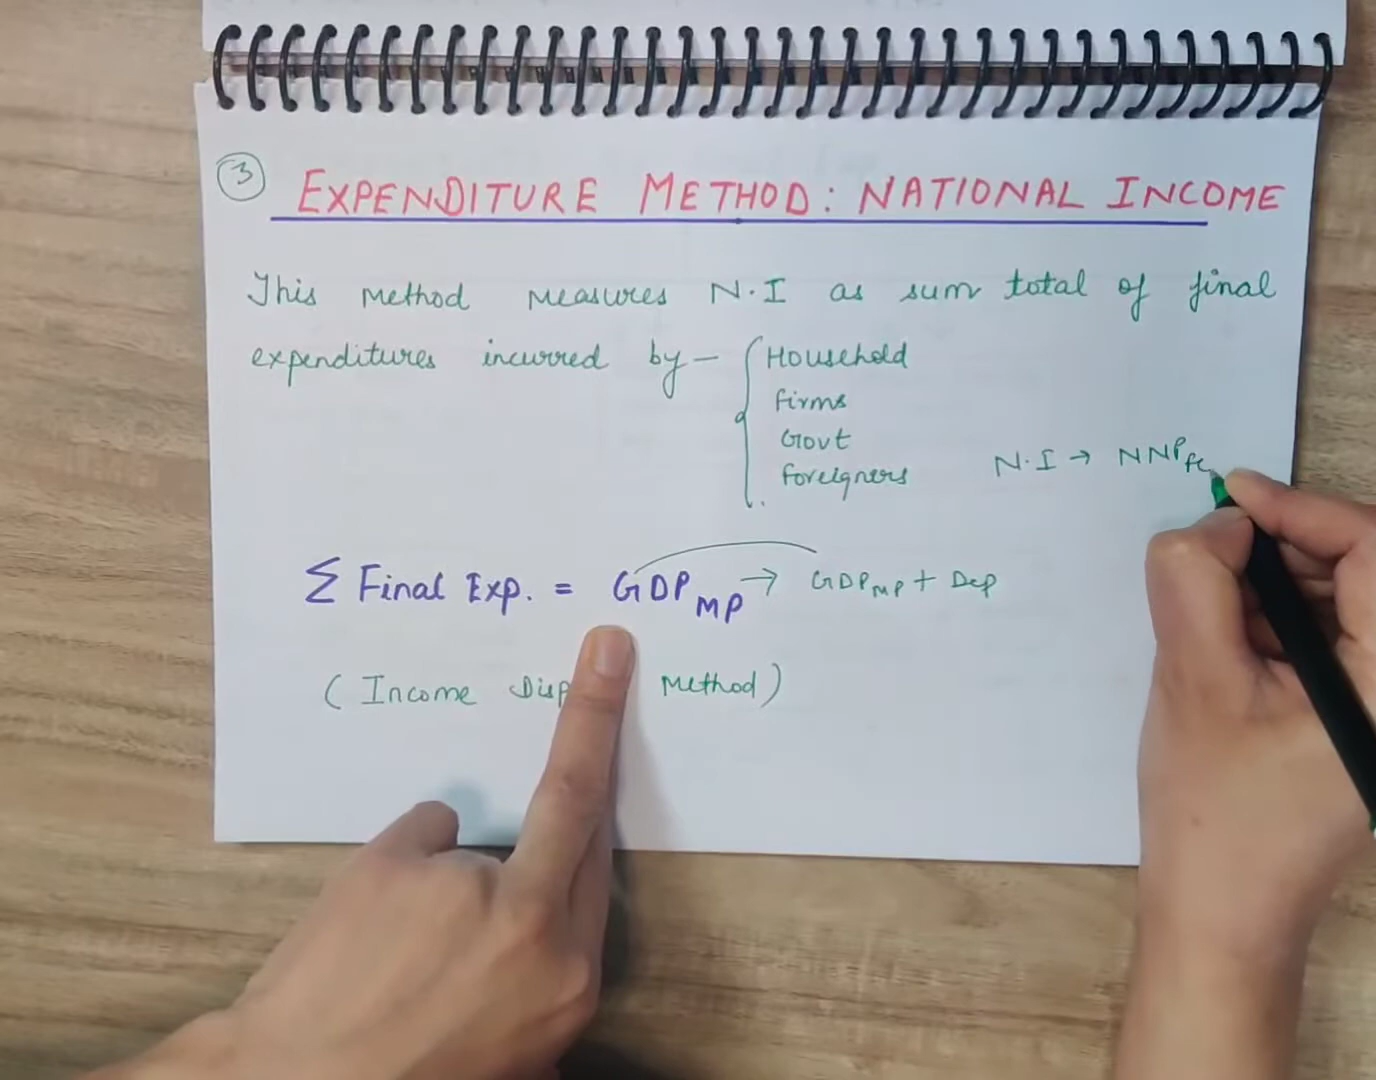 3 EXPENDITURE METHOD: NATIONAL INCOME
This method measures N.I as sum total of final
expenditures incurred by – Household
firms
Govt
foreigners
N.I → NNPfc
Σ Final Exp. = GDPMP → GDPMP + Dep
(Income Method)